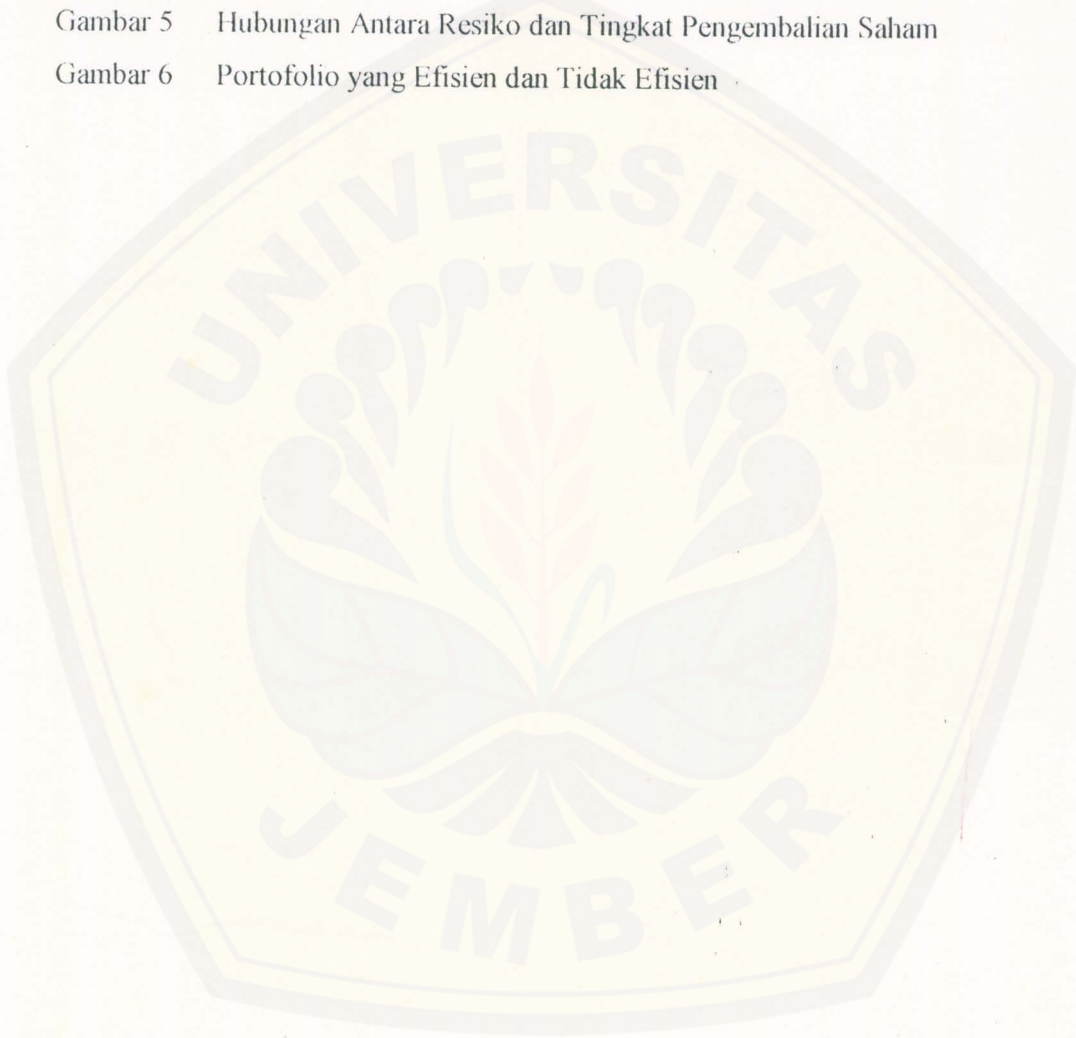 Gambar 5 Hubungan Antara Resiko dan Tingkat Pengembalian Saham
Gambar 6 Portofolio yang Efisien dan Tidak Efisien
UNIVERSITAS
JEMBER